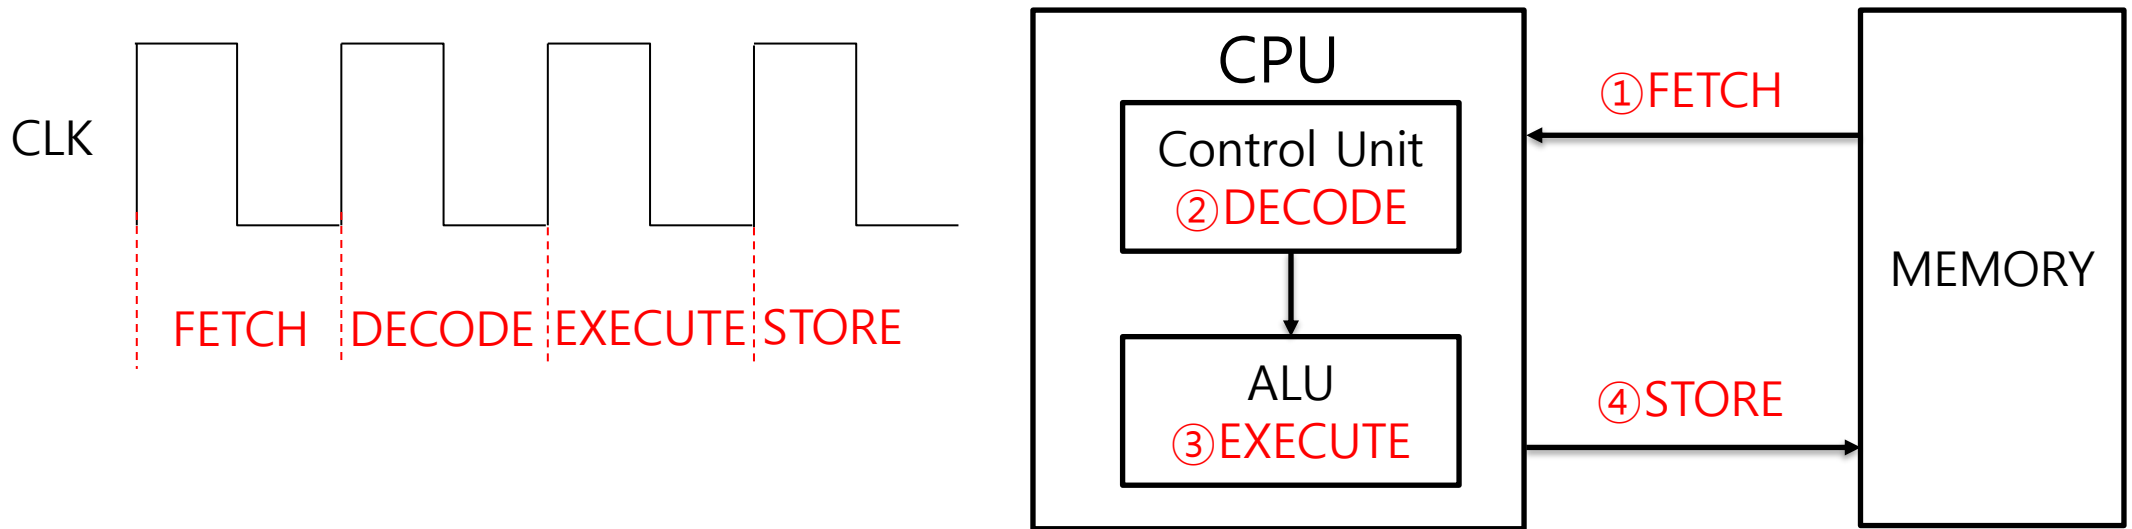 CLK
FETCH DECODE EXECUTE STORE
CPU
Control Unit
②DECODE
ALU
③EXECUTE
①FETCH
④STORE
MEMORY